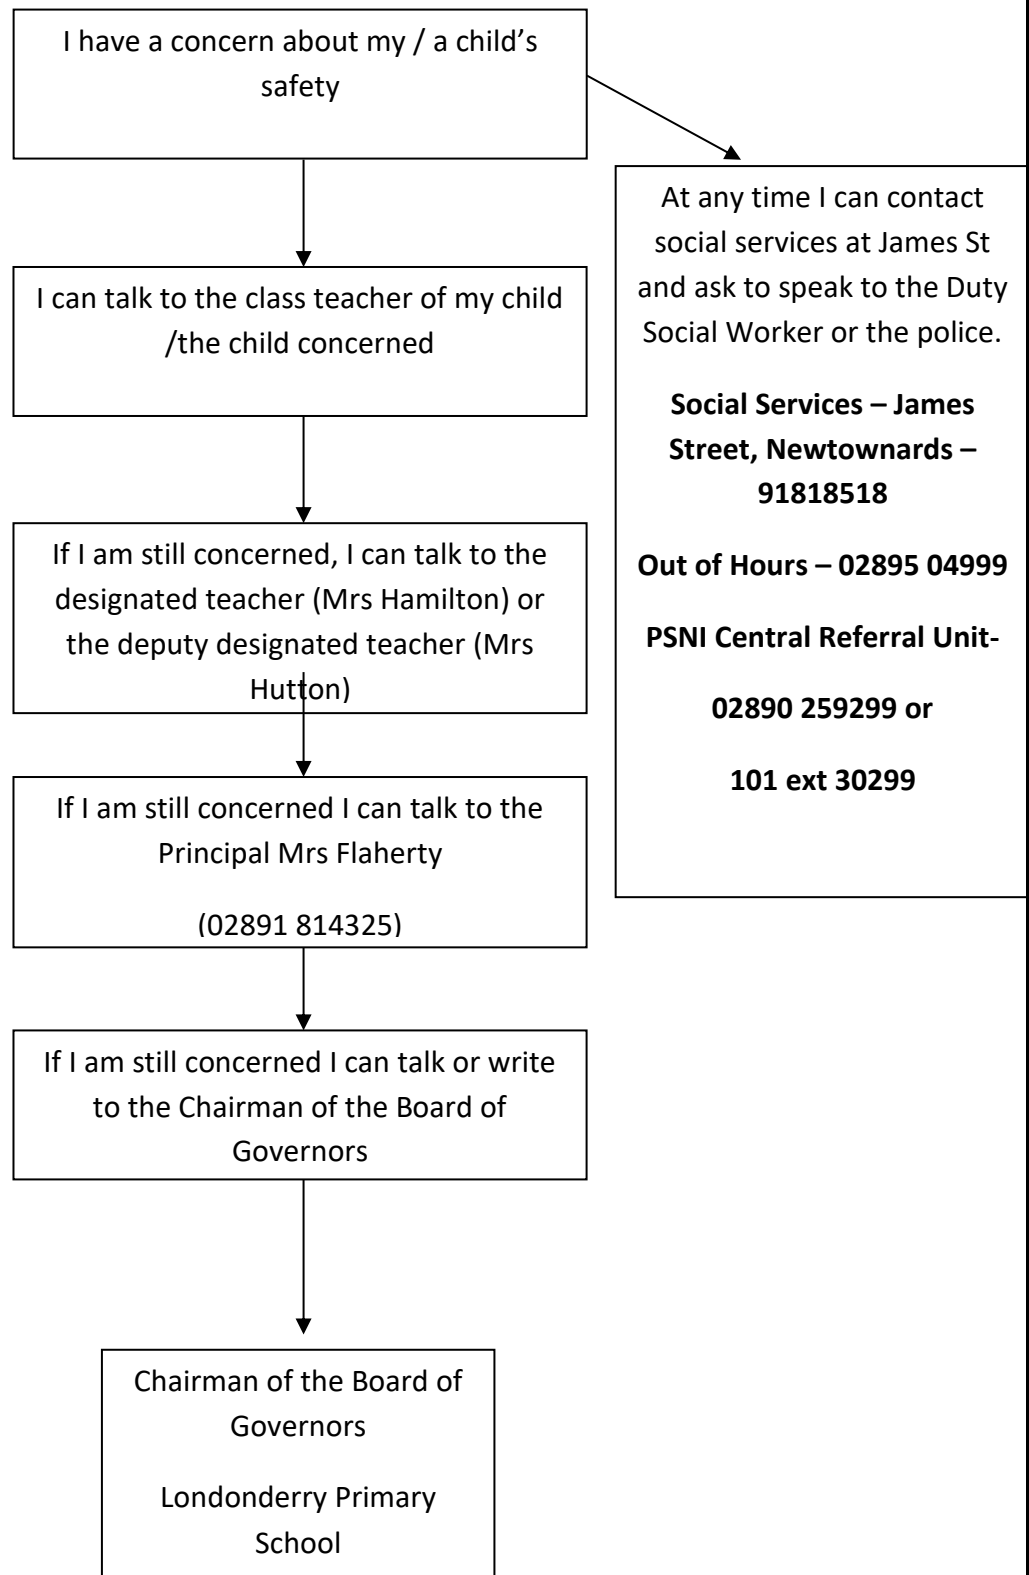 I have a concern about my / a child’s
safety
I can talk to the class teacher of my child
/the child concerned
If I am still concerned, I can talk to the
designated teacher (Mrs Hamilton) or
the deputy designated teacher (Mrs
Hutton)
If I am still concerned I can talk to the
Principal Mrs Flaherty
(02891 814325)
If I am still concerned I can talk or write
to the Chairman of the Board of
Governors
Chairman of the Board of
Governors
Londonderry Primary
School
At any time I can contact
social services at James St
and ask to speak to the Duty
Social Worker or the police.
Social Services – James
Street, Newtownards –
91818518
Out of Hours – 02895 04999
PSNI Central Referral Unit-
02890 259299 or
101 ext 30299